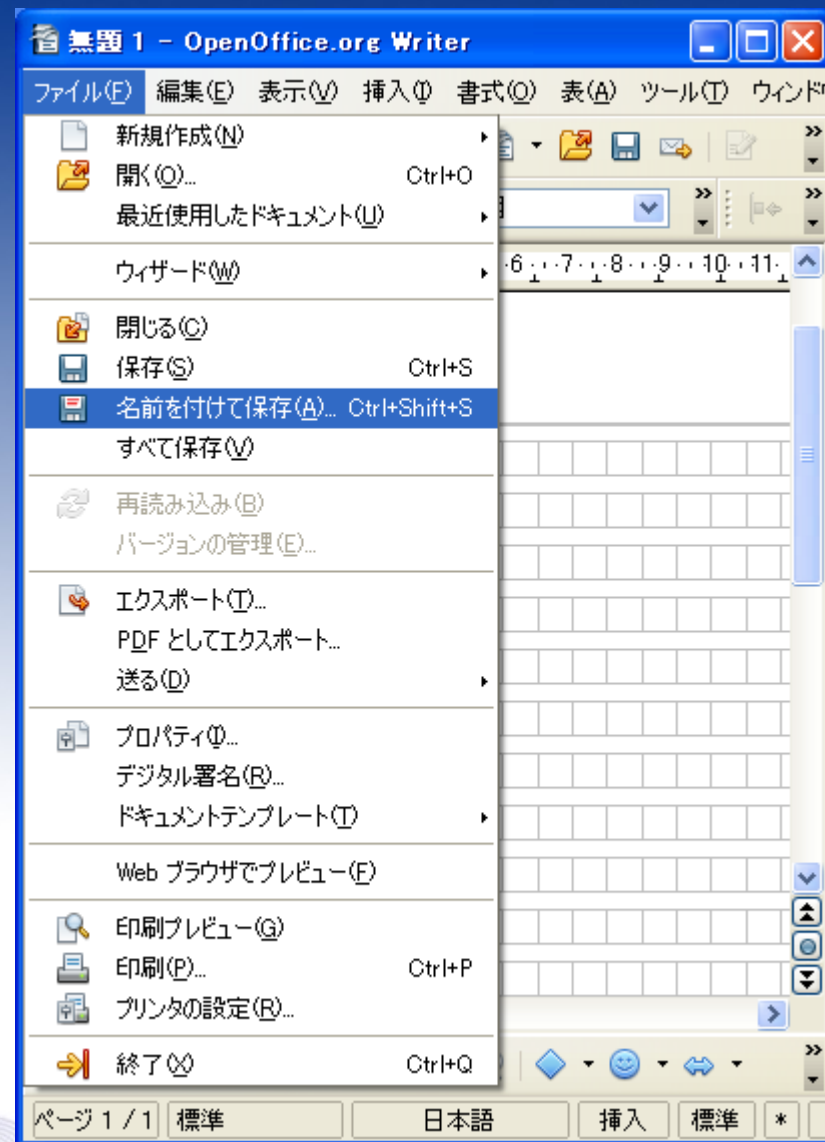 無題 1 - OpenOffice.org Writer
ファイル(F) 編集(E) 表示(V) 挿入(I) 書式(O) 表(A) ツール(T) ウィンドウ
新規作成(N)
開く(O)... Ctrl+O
最近使用したドキュメント(U)
ウィザード(W)
·6···7···8···9···10···11·
閉じる(C)
保存(S) Ctrl+S
名前を付けて保存(A)... Ctrl+Shift+S
すべて保存(V)
再読み込み(B)
バージョンの管理(E)...
エクスポート(T)...
PDF としてエクスポート...
送る(D)
プロパティ(I)...
デジタル署名(R)...
ドキュメントテンプレート(T)
Web ブラウザでプレビュー(F)
印刷プレビュー(G)
印刷(P)... Ctrl+P
プリンタの設定(R)...
終了(X) Ctrl+Q
ページ 1 / 1 標準 日本語 挿入 標準 *